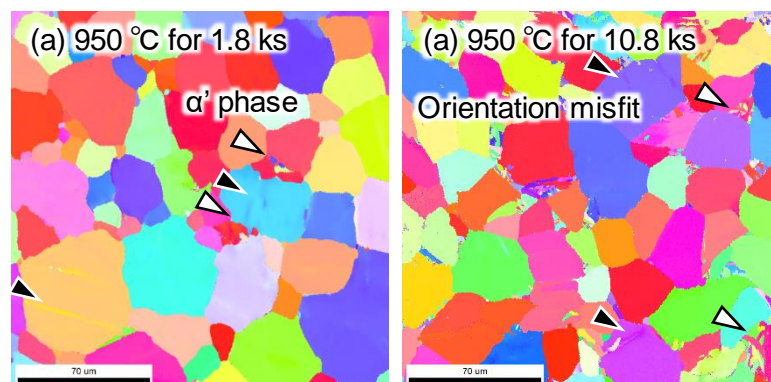 (a) 950 °C for 1.8 ks
α’ phase
70 um
(a) 950 °C for 10.8 ks
Orientation misfit
70 um